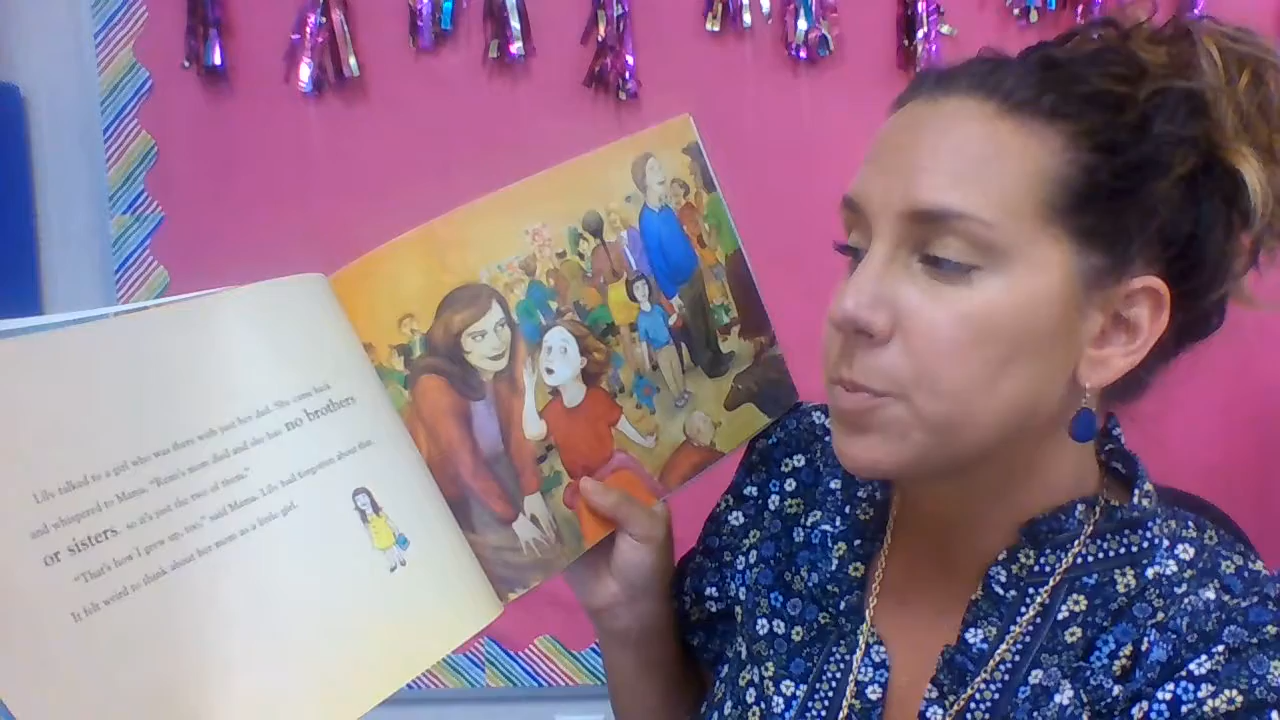 Lily talked to a girl who was there with just her dad. She came back
and whispered to Mama, "Remi's mom died and she has no brothers
or sisters, so it's just the two of them."
"That's how I grew up, too," said Mama. Lily had forgotten about that.
It felt weird to think about her mom as a little girl.